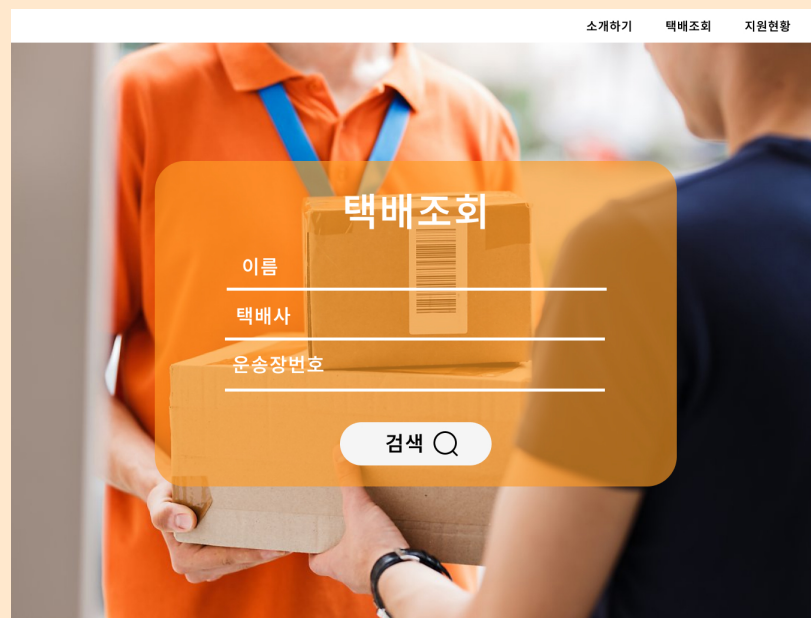 소개하기 택배조회 지원현황
택배조회
이름
택배사
운송장번호
검색